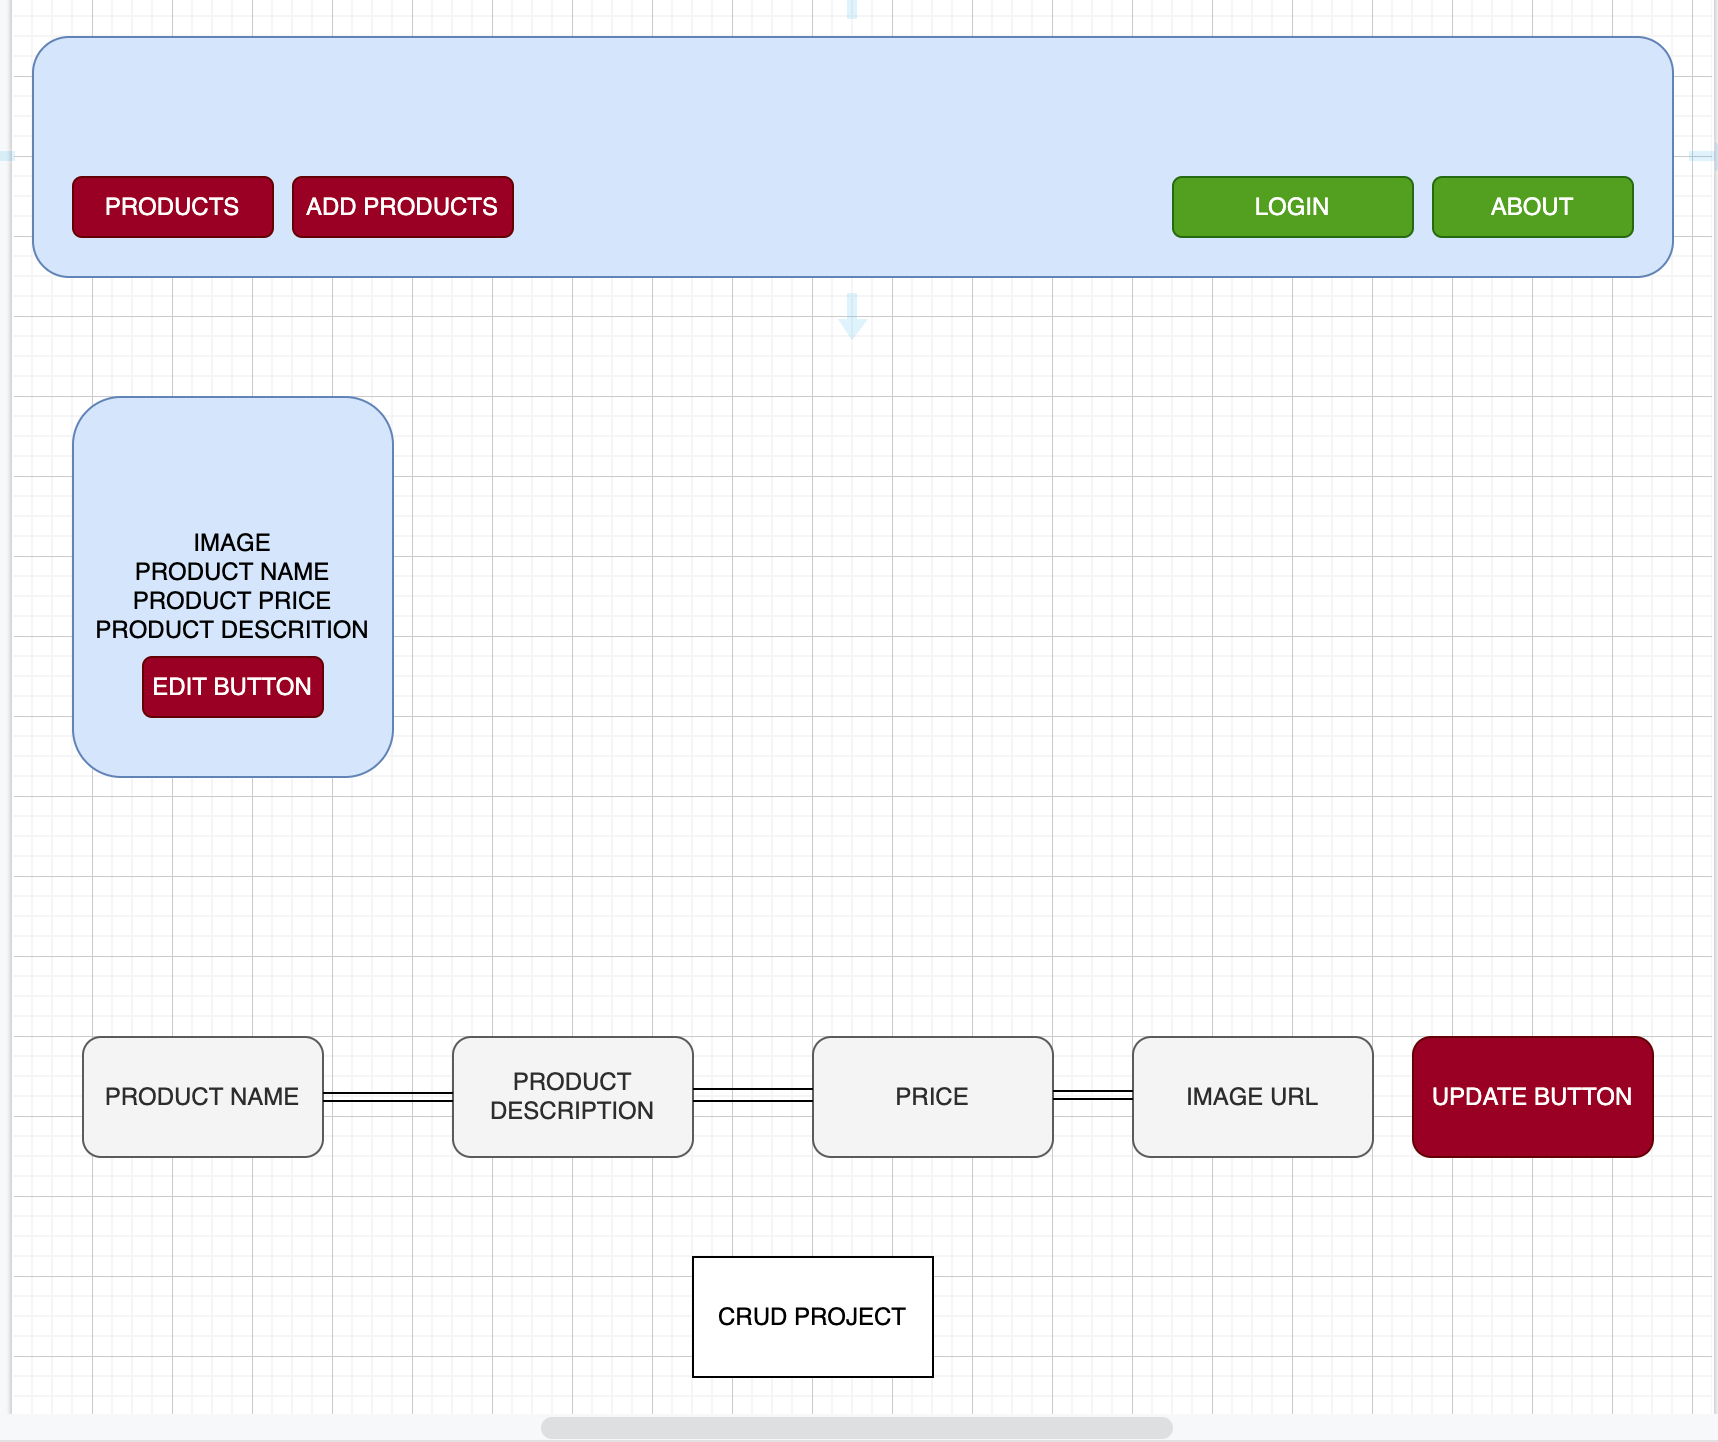 PRODUCTS
ADD PRODUCTS
LOGIN
ABOUT
IMAGE
PRODUCT NAME
PRODUCT PRICE
PRODUCT DESCRITION
EDIT BUTTON
PRODUCT NAME
PRODUCT
DESCRIPTION
PRICE
IMAGE URL
UPDATE BUTTON
CRUD PROJECT